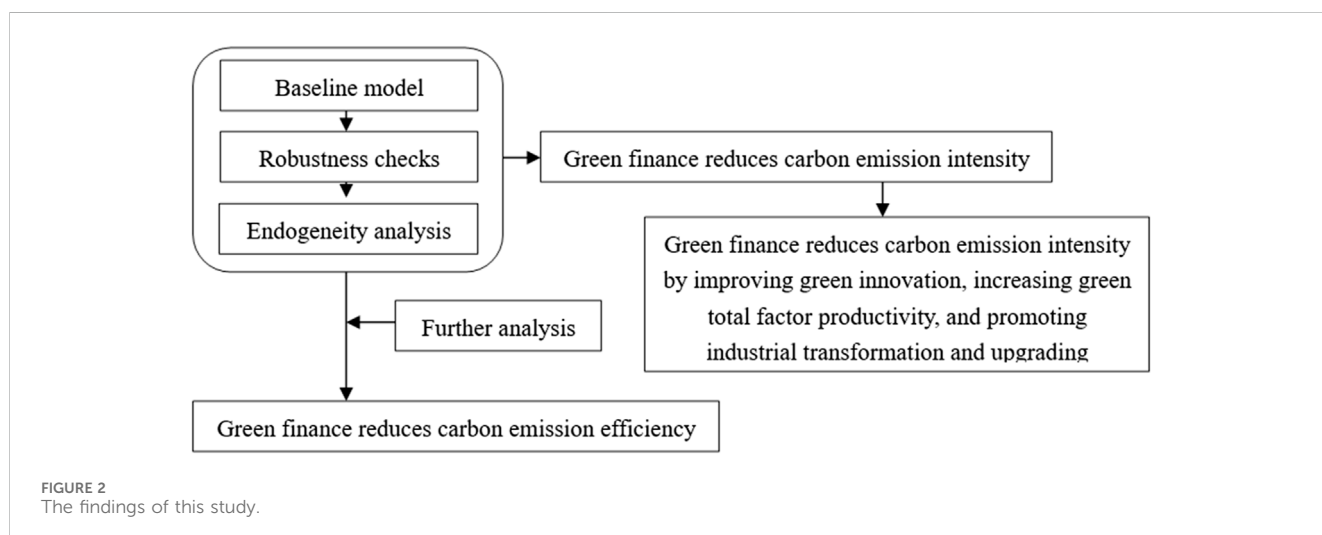 Baseline model
Robustness checks
Endogeneity analysis
Green finance reduces carbon emission intensity
Green finance reduces carbon emission intensity
by improving green innovation, increasing green
total factor productivity, and promoting
industrial transformation and upgrading
Further analysis
Green finance reduces carbon emission efficiency
FIGURE 2
The findings of this study.